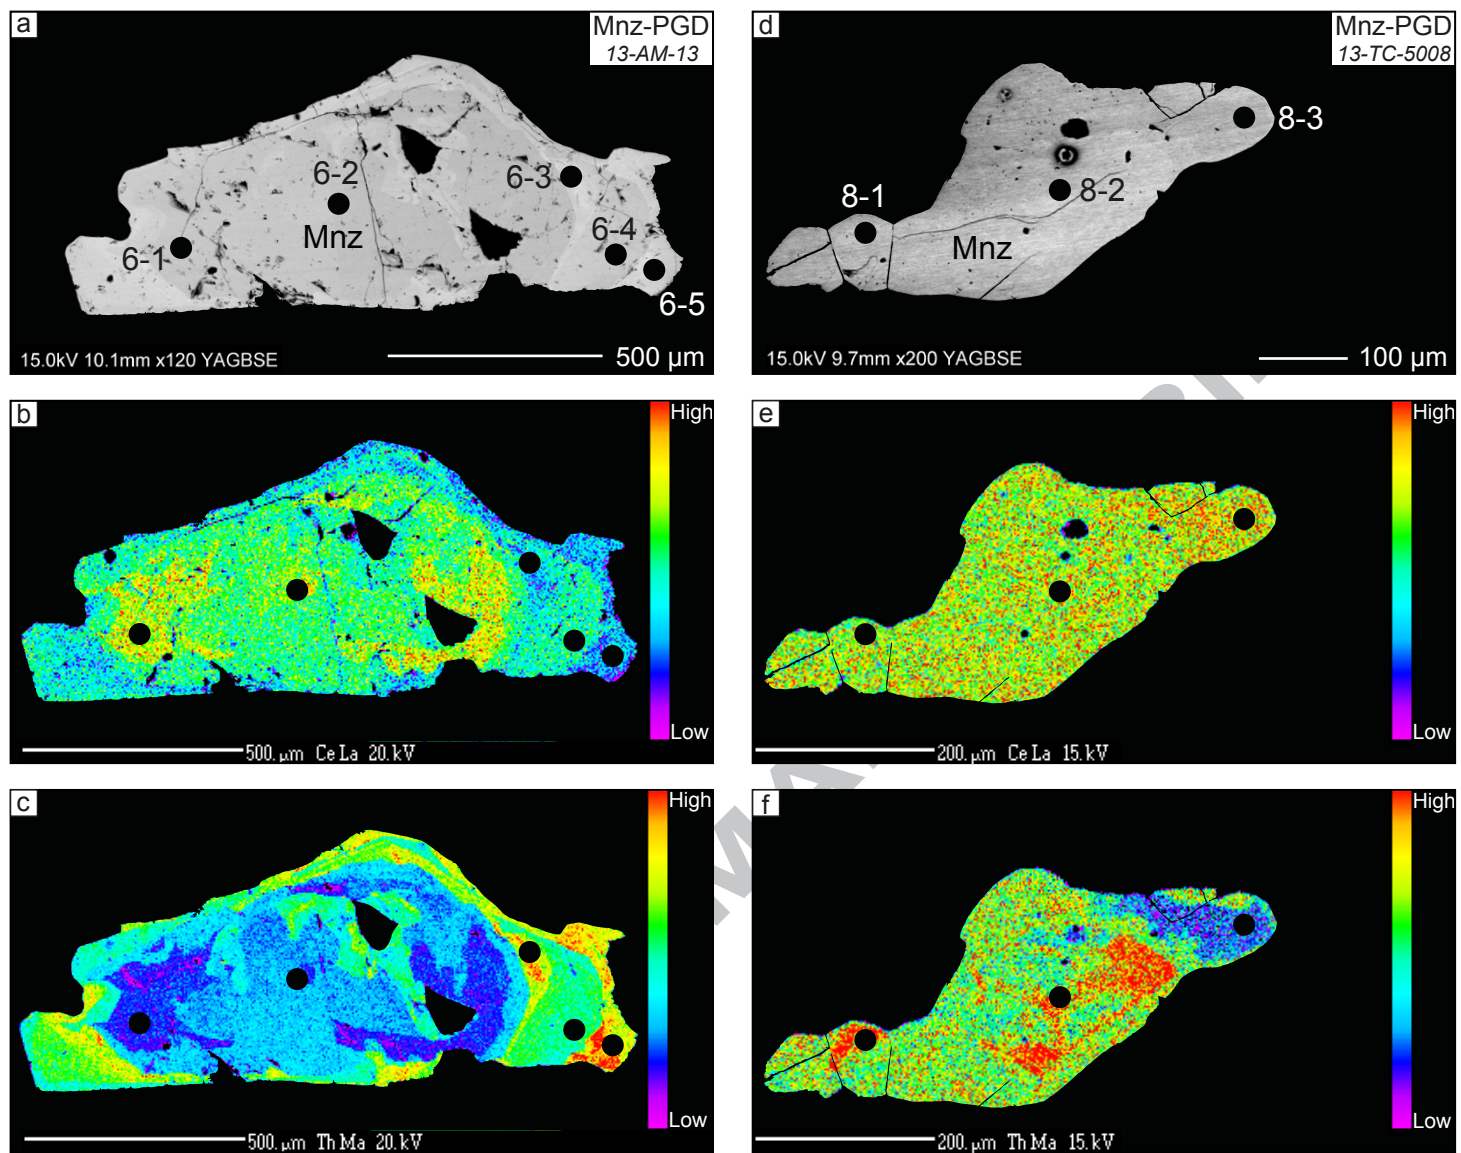 a
Mnz-PGD
13-AM-13
6-1
6-2
6-3
6-4
6-5
Mnz
15.0kV 10.1mm x120 YAGBSE
500 µm
d
Mnz-PGD
13-TC-5008
8-1
8-2
8-3
Mnz
15.0kV 9.7mm x200 YAGBSE
100 µm
b
High
Low
500. µm Ce La 20. kV
e
High
Low
200. µm Ce La 15. kV
c
High
Low
500. µm Th Ma 20. kV
f
High
Low
200. µm Th Ma 15. kV